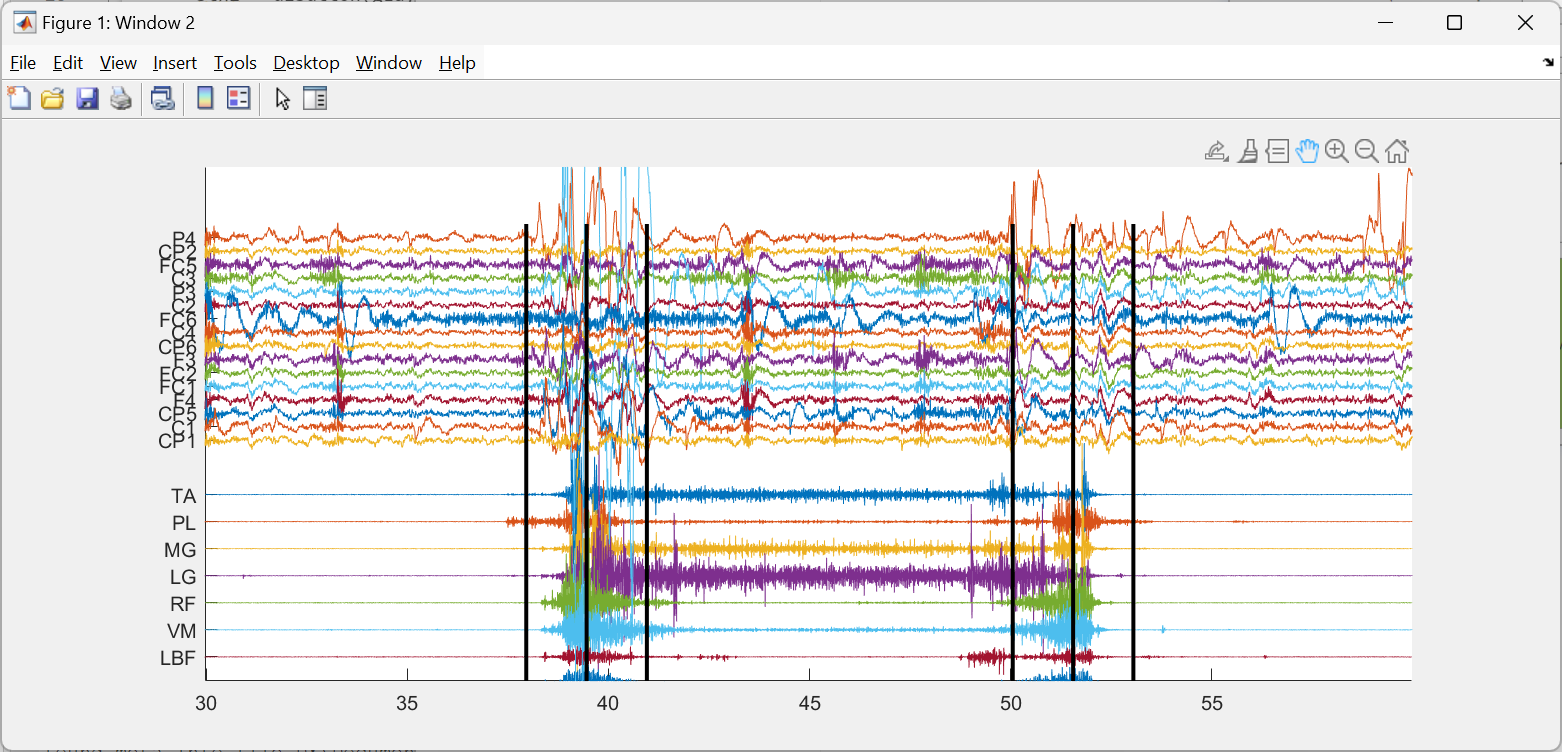 Figure 1: Window 2
File Edit View Insert Tools Desktop Window Help
P4
CP2
FC5
C3
P3
C2
FC6
C4
CP6
F3
FC2
FC1
F4
CP5
C1
CP1
TA
PL
MG
LG
RF
VM
LBF
30 35 40 45 50 55